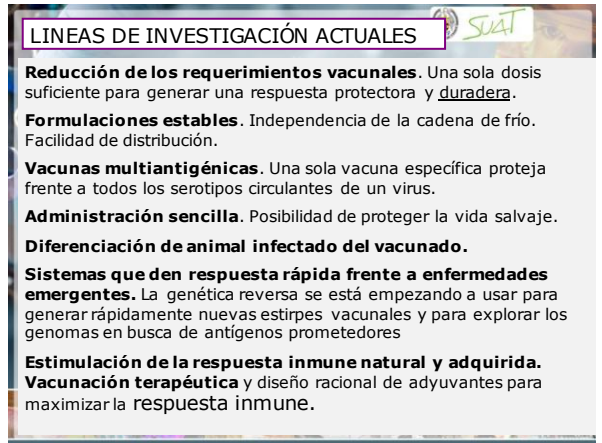 LINEAS DE INVESTIGACIÓN ACTUALES
SUAT
Reducción de los requerimientos vacunales. Una sola dosis
suficiente para generar una respuesta protectora y duradera.
Formulaciones estables. Independencia de la cadena de frío.
Facilidad de distribución.
Vacunas multiantigénicas. Una sola vacuna específica proteja
frente a todos los serotipos circulantes de un virus.
Administración sencilla. Posibilidad de proteger la vida salvaje.
Diferenciación de animal infectado del vacunado.
Sistemas que den respuesta rápida frente a enfermedades
emergentes. La genética reversa se está empezando a usar para
generar rápidamente nuevas estirpes vacunales y para explorar los
genomas en busca de antígenos prometedores
Estimulación de la respuesta inmune natural y adquirida.
Vacunación terapéutica y diseño racional de adyuvantes para
maximizar la respuesta inmune.